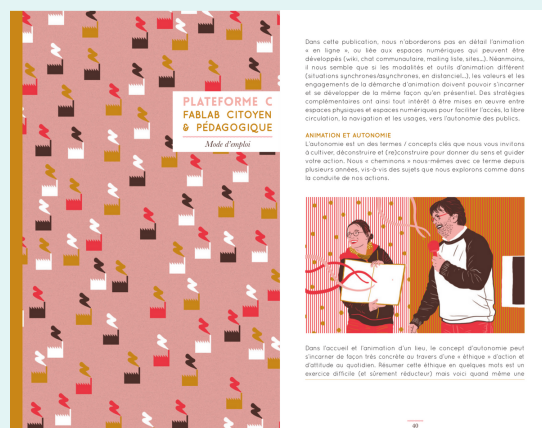 PLATEFORME C
FABLAB CITOYEN
& PÉDAGOGIQUE
Mode d'emploi
Dans cette publication, nous n'aborderons pas en détail l'animation
« en ligne », ou liée aux espaces numériques qui peuvent être
développés (wiki, chat communautaire, mailing liste, sites...). Néanmoins,
il nous semble que si les modalités et outils d'animation diffèrent
(situations synchrones/asynchrones, en distanciel...), les valeurs et les
engagements de la démarche d'animation doivent pouvoir s'incarner
et se développer de la même façon qu'en présentiel. Des stratégies
complémentaires ont ainsi tout intérêt à être mises en œuvre entre
espaces physiques et espaces numériques pour faciliter l'accès, la libre
circulation, la navigation et les usages, vers l'autonomie des publics.
ANIMATION ET AUTONOMIE
L'autonomie est un des termes / concepts clés que nous vous invitons
à cultiver, déconstruire et (re)construire pour donner du sens et guider
votre action. Nous « cheminons » nous-mêmes avec ce terme depuis
plusieurs années, vis-à-vis des sujets que nous explorons comme dans
la conduite de nos actions.
Dans l'accueil et l'animation d'un lieu, le concept d'autonomie peut
s'incarner de façon très concrète au travers d'une « éthique » d'action et
d'attitude au quotidien. Résumer cette éthique en quelques mots est un
exercice difficile (et sûrement réducteur) mais voici quand même une
40